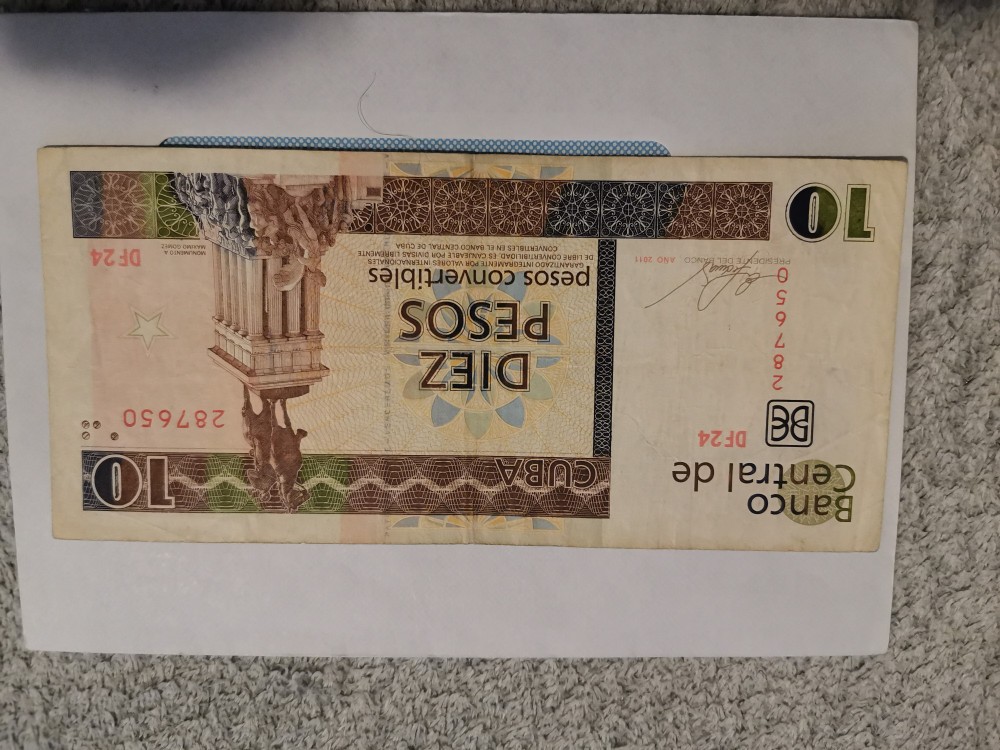 Banco
Central de
CUBA
10
DF24
287650
287650
DIEZ
PESOS
pesos convertibles
GARANTIZADO INTEGRAMENTE POR VALORES INTERNACIONALES
DE LIBRE CONVERTIBILIDAD, ES CANJEABLE POR DIVISAS LIBREMENTE
CONVERTIBLES EN EL BANCO CENTRAL DE CUBA
PRESIDENTE DEL BANCO
AÑO 2011
DF24
MONUMENTO A
MÁXIMO GÓMEZ
10